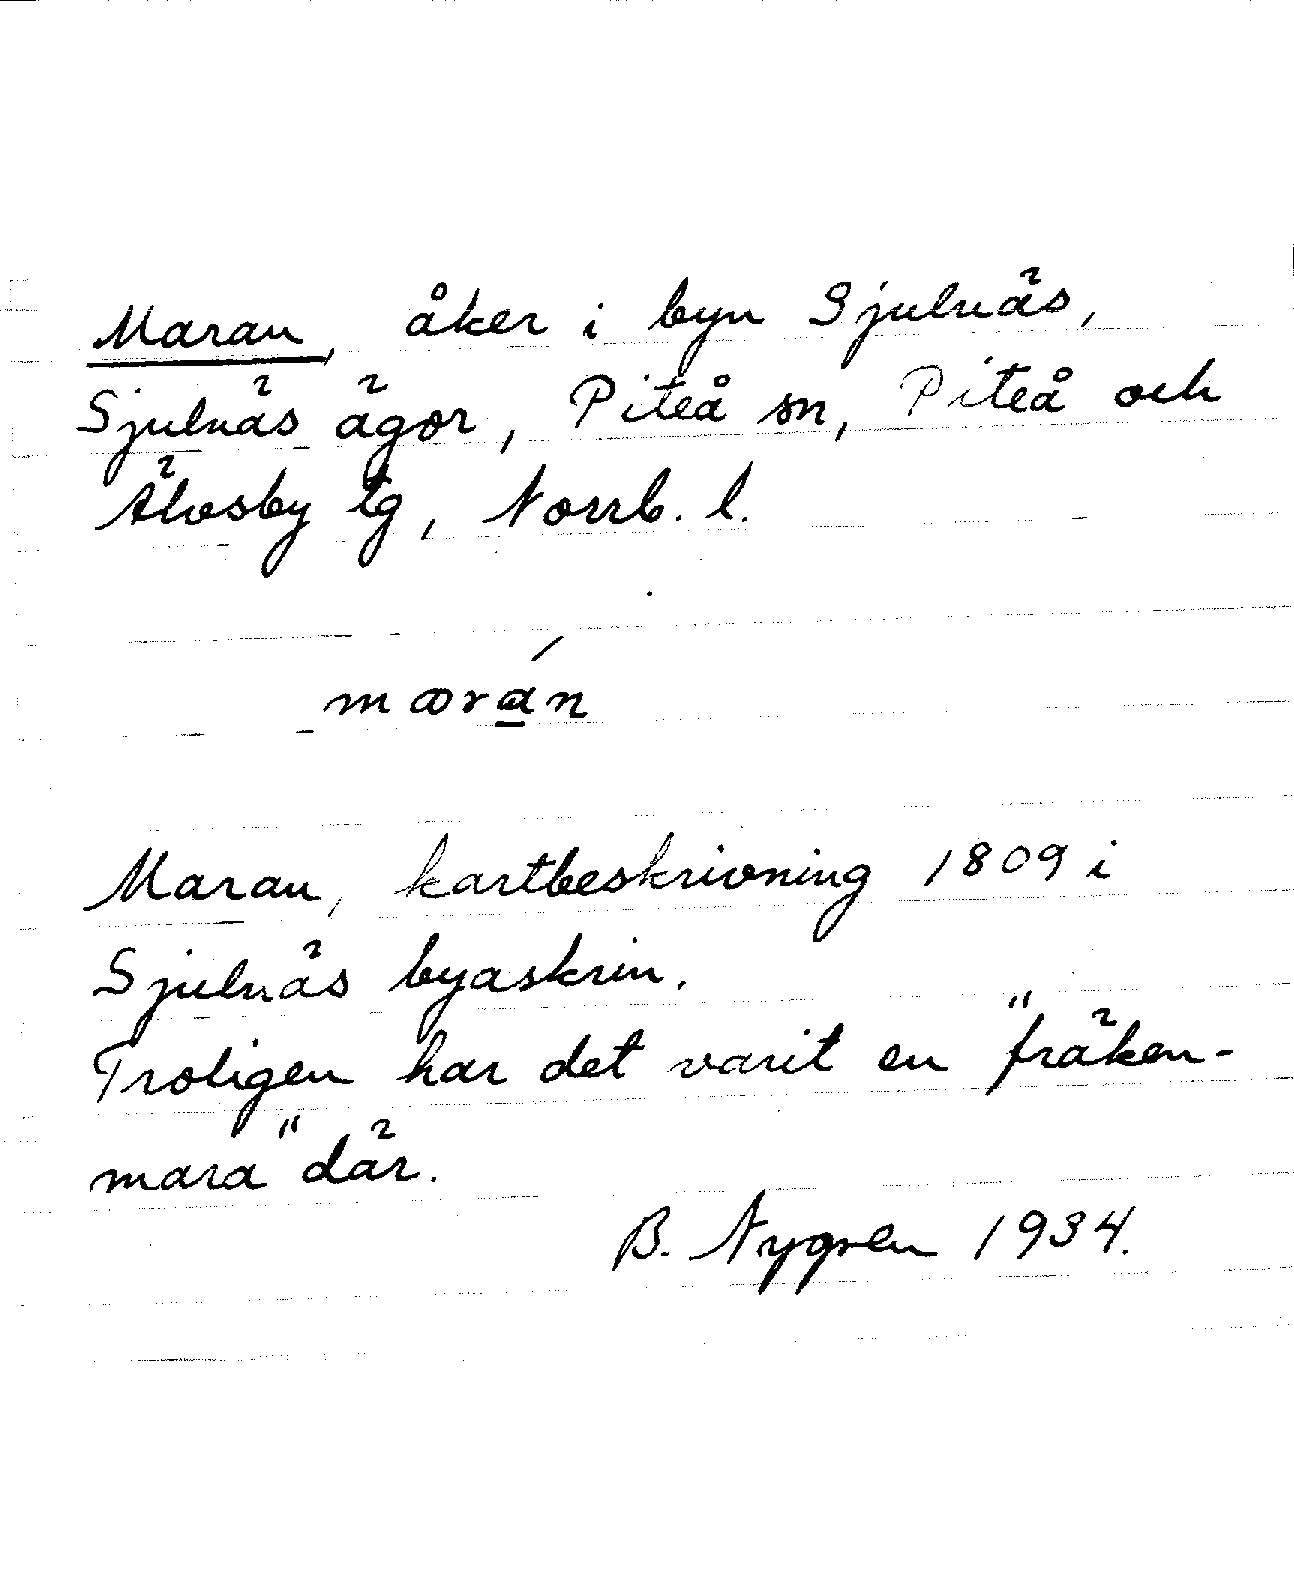 Maran, åker i byn Sjulnäs,
Sjulnäs ägor, Piteå sn, Piteå och
Älvsby tg, Norrb. l.
mæran
Maran, kartbeskrivning 1809 i
Sjulnäs byaskrin.
Troligen har det varit en "fräken-
mara" där.
B. Nygren 1934.